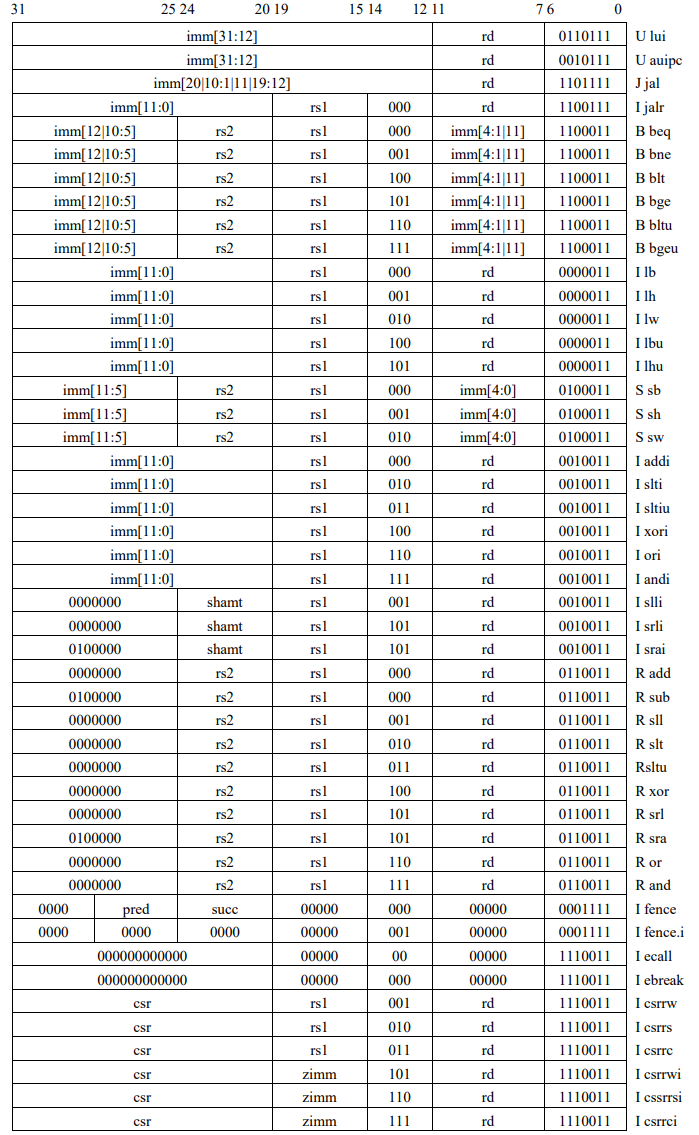 31 25 24 20 19 15 14 12 11 7 6 0
imm[31:12] rd 0110111 U lui
imm[31:12] rd 0010111 U auipc
imm[20|10:1|11|19:12] rd 1101111 J jal
imm[11:0] rs1 000 rd 1100111 I jalr
imm[12|10:5] rs2 rs1 000 imm[4:1|11] 1100011 B beq
imm[12|10:5] rs2 rs1 001 imm[4:1|11] 1100011 B bne
imm[12|10:5] rs2 rs1 100 imm[4:1|11] 1100011 B blt
imm[12|10:5] rs2 rs1 101 imm[4:1|11] 1100011 B bge
imm[12|10:5] rs2 rs1 110 imm[4:1|11] 1100011 B bltu
imm[12|10:5] rs2 rs1 111 imm[4:1|11] 1100011 B bgeu
imm[11:0] rs1 000 rd 0000011 I lb
imm[11:0] rs1 001 rd 0000011 I lh
imm[11:0] rs1 010 rd 0000011 I lw
imm[11:0] rs1 100 rd 0000011 I lbu
imm[11:0] rs1 101 rd 0000011 I lhu
imm[11:5] rs2 rs1 000 imm[4:0] 0100011 S sb
imm[11:5] rs2 rs1 001 imm[4:0] 0100011 S sh
imm[11:5] rs2 rs1 010 imm[4:0] 0100011 S sw
imm[11:0] rs1 000 rd 0010011 I addi
imm[11:0] rs1 010 rd 0010011 I slti
imm[11:0] rs1 011 rd 0010011 I sltiu
imm[11:0] rs1 100 rd 0010011 I xori
imm[11:0] rs1 110 rd 0010011 I ori
imm[11:0] rs1 111 rd 0010011 I andi
0000000 shamt rs1 001 rd 0010011 I slli
0000000 shamt rs1 101 rd 0010011 I srli
0100000 shamt rs1 101 rd 0010011 I srai
0000000 rs2 rs1 000 rd 0110011 R add
0100000 rs2 rs1 000 rd 0110011 R sub
0000000 rs2 rs1 001 rd 0110011 R sll
0000000 rs2 rs1 010 rd 0110011 R slt
0000000 rs2 rs1 011 rd 0110011 Rsltu
0000000 rs2 rs1 100 rd 0110011 R xor
0000000 rs2 rs1 101 rd 0110011 R srl
0100000 rs2 rs1 101 rd 0110011 R sra
0000000 rs2 rs1 110 rd 0110011 R or
0000000 rs2 rs1 111 rd 0110011 R and
0000 pred succ 00000 000 00000 0001111 I fence
0000 0000 0000 00000 001 00000 0001111 I fence.i
000000000000 00000 00 00000 1110011 I ecall
000000000000 00000 000 00000 1110011 I ebreak
csr rs1 001 rd 1110011 I csrrw
csr rs1 010 rd 1110011 I csrrs
csr rs1 011 rd 1110011 I csrrc
csr zimm 101 rd 1110011 I csrrwi
csr zimm 110 rd 1110011 I cssrrsi
csr zimm 111 rd 1110011 I csrrci